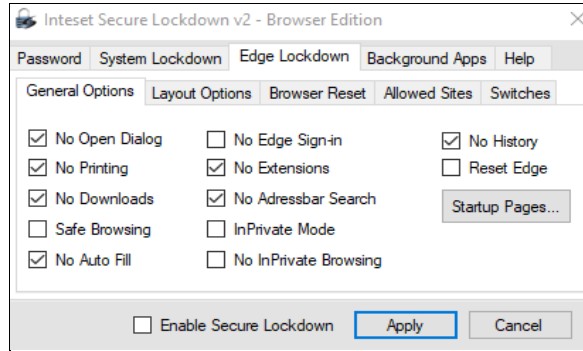 Inteset Secure Lockdown v2 - Browser Edition
Password System Lockdown Edge Lockdown Background Apps Help
General Options Layout Options Browser Reset Allowed Sites Switches
No Open Dialog No Edge Sign-in No History
No Printing No Extensions Reset Edge
No Downloads No Adressbar Search Startup Pages...
Safe Browsing InPrivate Mode
No Auto Fill No InPrivate Browsing
Enable Secure Lockdown Apply Cancel